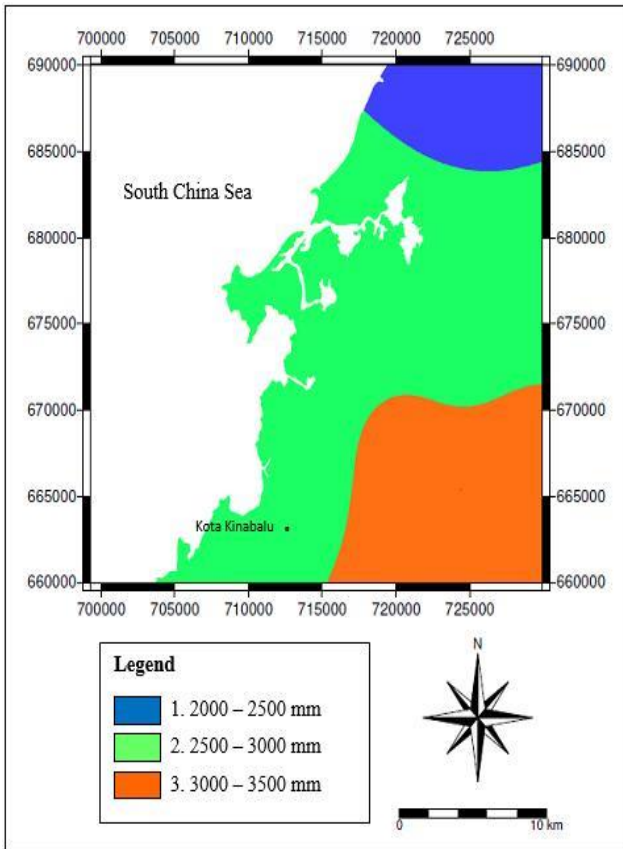 700000 705000 710000 715000 720000 725000
690000 690000
685000 685000
South China Sea
680000 680000
675000 675000
670000 670000
665000 665000
Kota Kinabalu
660000 660000
700000 705000 710000 715000 720000 725000
Legend
1. 2000 – 2500 mm
2. 2500 – 3000 mm
3. 3000 – 3500 mm
N
0 10 km